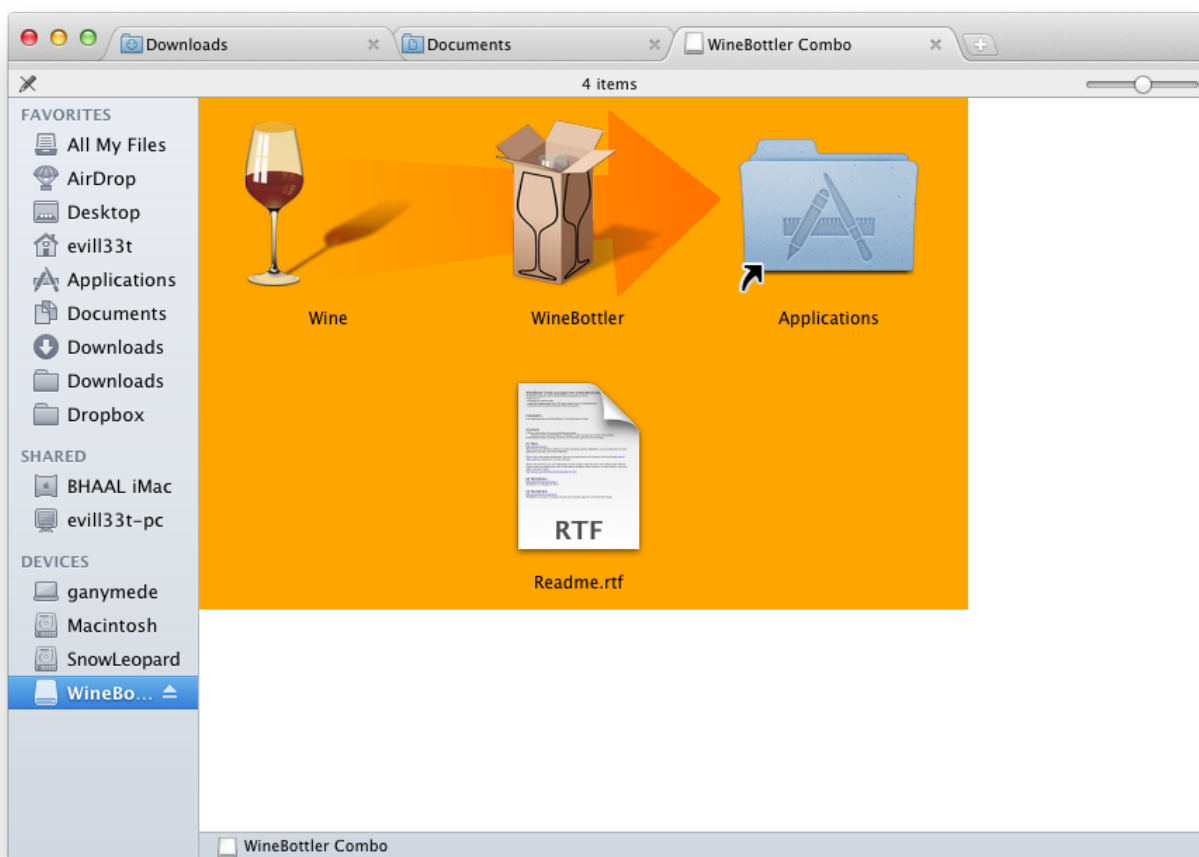 Downloads
Documents
WineBottler Combo
4 items
FAVORITES
All My Files
AirDrop
Desktop
evill33t
Applications
Documents
Downloads
Downloads
Dropbox
SHARED
BHAAL iMac
evill33t-pc
DEVICES
ganymede
Macintosh
SnowLeopard
WineBo...
Wine
WineBottler
Applications
RTF
Readme.rtf
WineBottler Combo